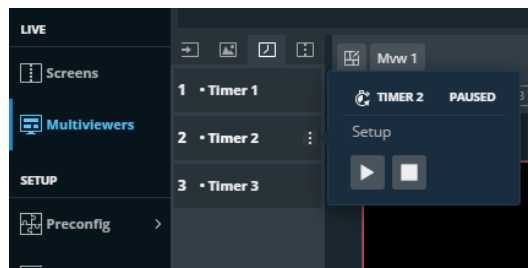 LIVE
Screens
Multiviewers
SETUP
Preconfig
1 • Timer 1
2 • Timer 2
3 • Timer 3
Mvw 1
TIMER 2 PAUSED
Setup